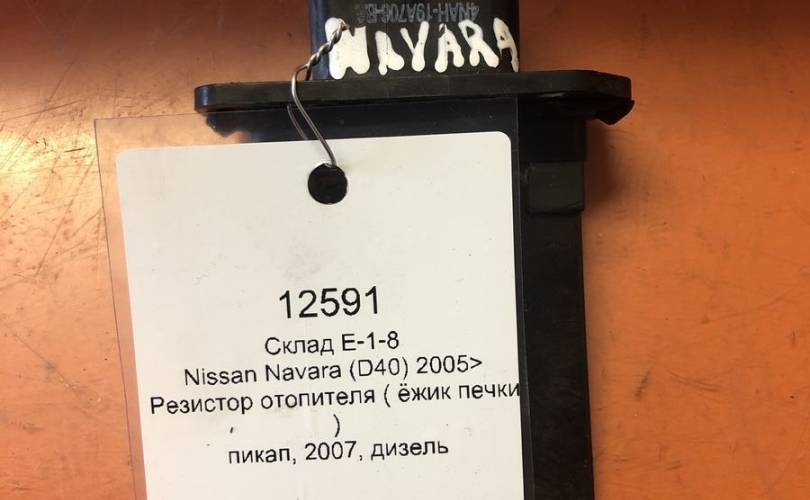 NAVARA
12591
Склад E-1-8
Nissan Navara (D40) 2005>
Резистор отопителя ( ёжик печки
, )
пикап, 2007, дизель